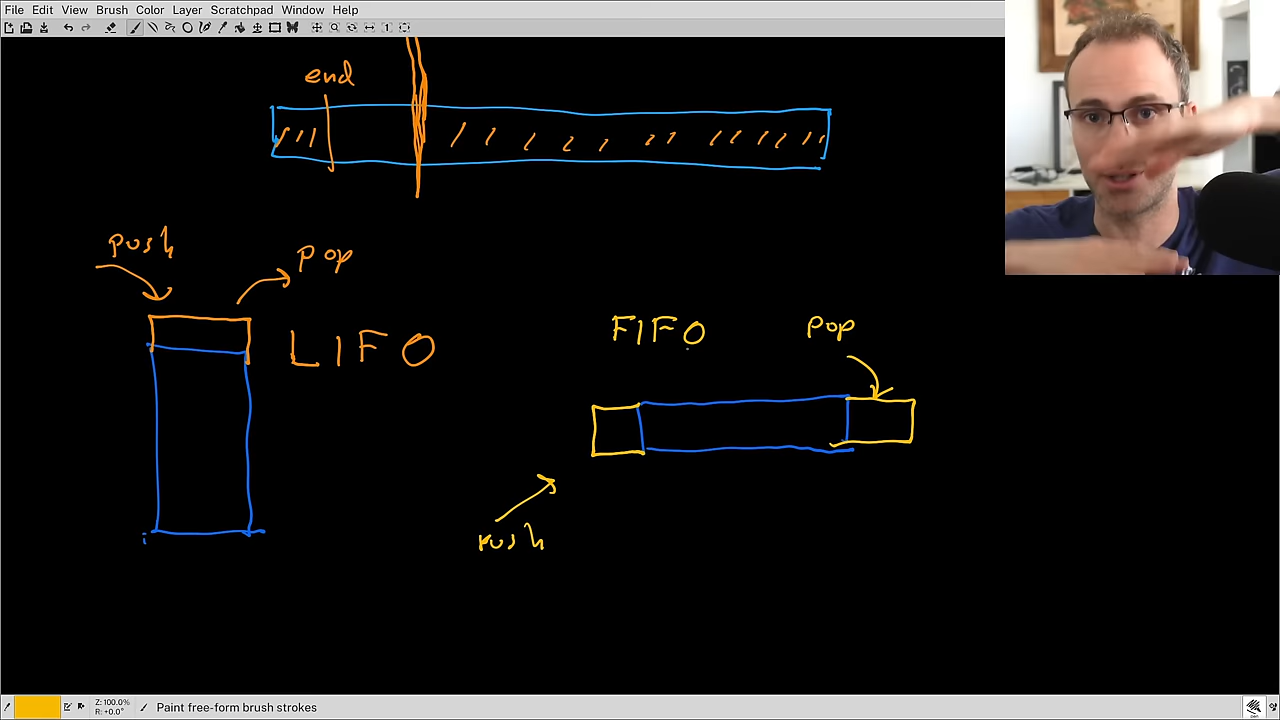 File Edit View Brush Color Layer Scratchpad Window Help
end
push
pop
LIFO
FIFO
pop
push
Z: 100.0%
R: +0.0°
Paint free-form brush strokes